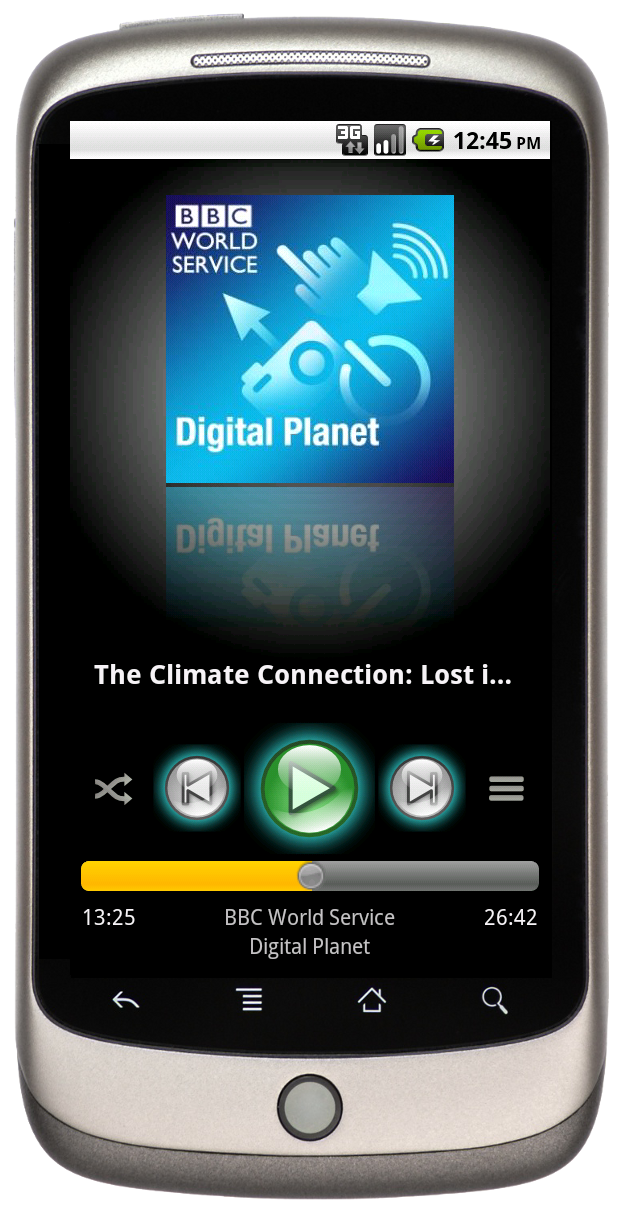 3G
12:45 PM
BBC
WORLD
SERVICE
Digital Planet
Digital Planet
The Climate Connection: Lost i...
13:25
BBC World Service
26:42
Digital Planet